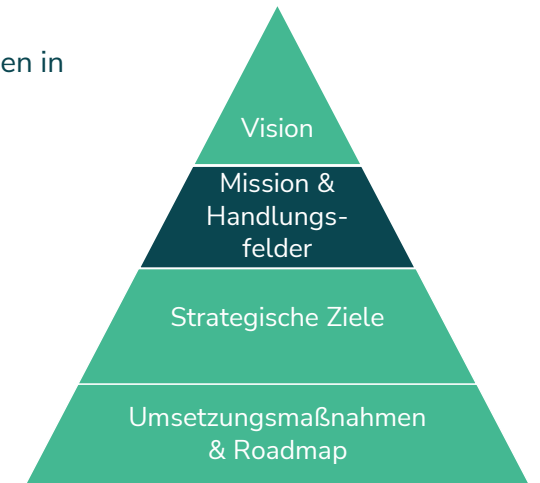 en in
Vision
Mission &
Handlungs-
felder
Strategische Ziele
Umsetzungsmaßnahmen
& Roadmap